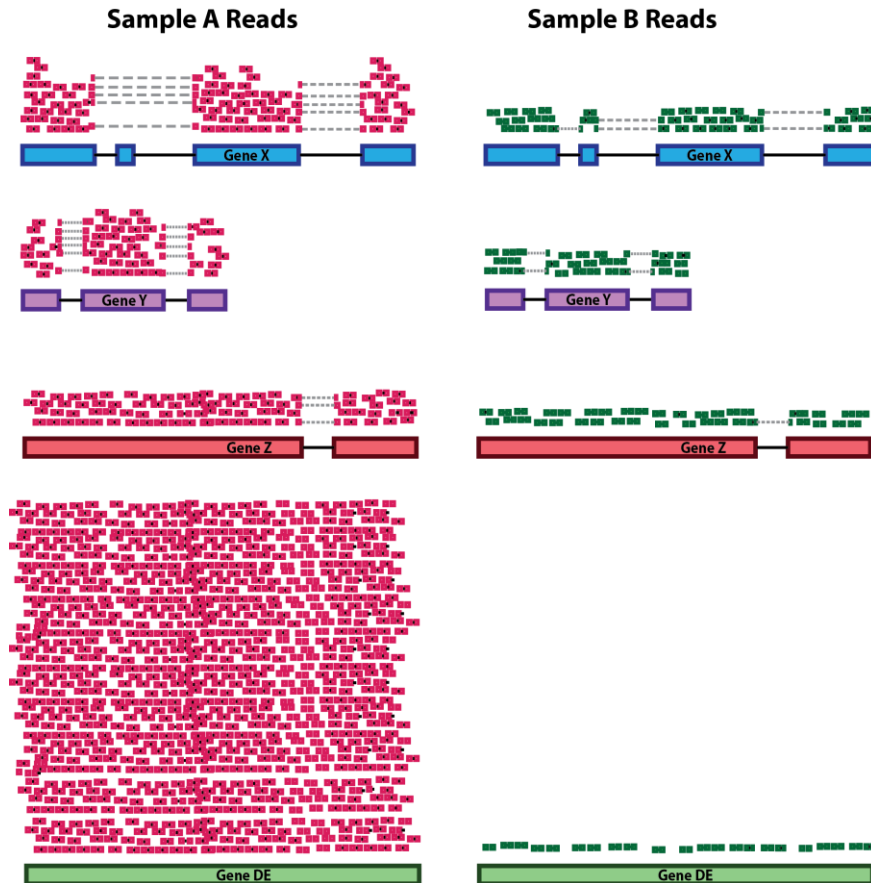 Sample A Reads
Sample B Reads
Gene X
Gene X
Gene Y
Gene Y
Gene Z
Gene Z
Gene DE
Gene DE